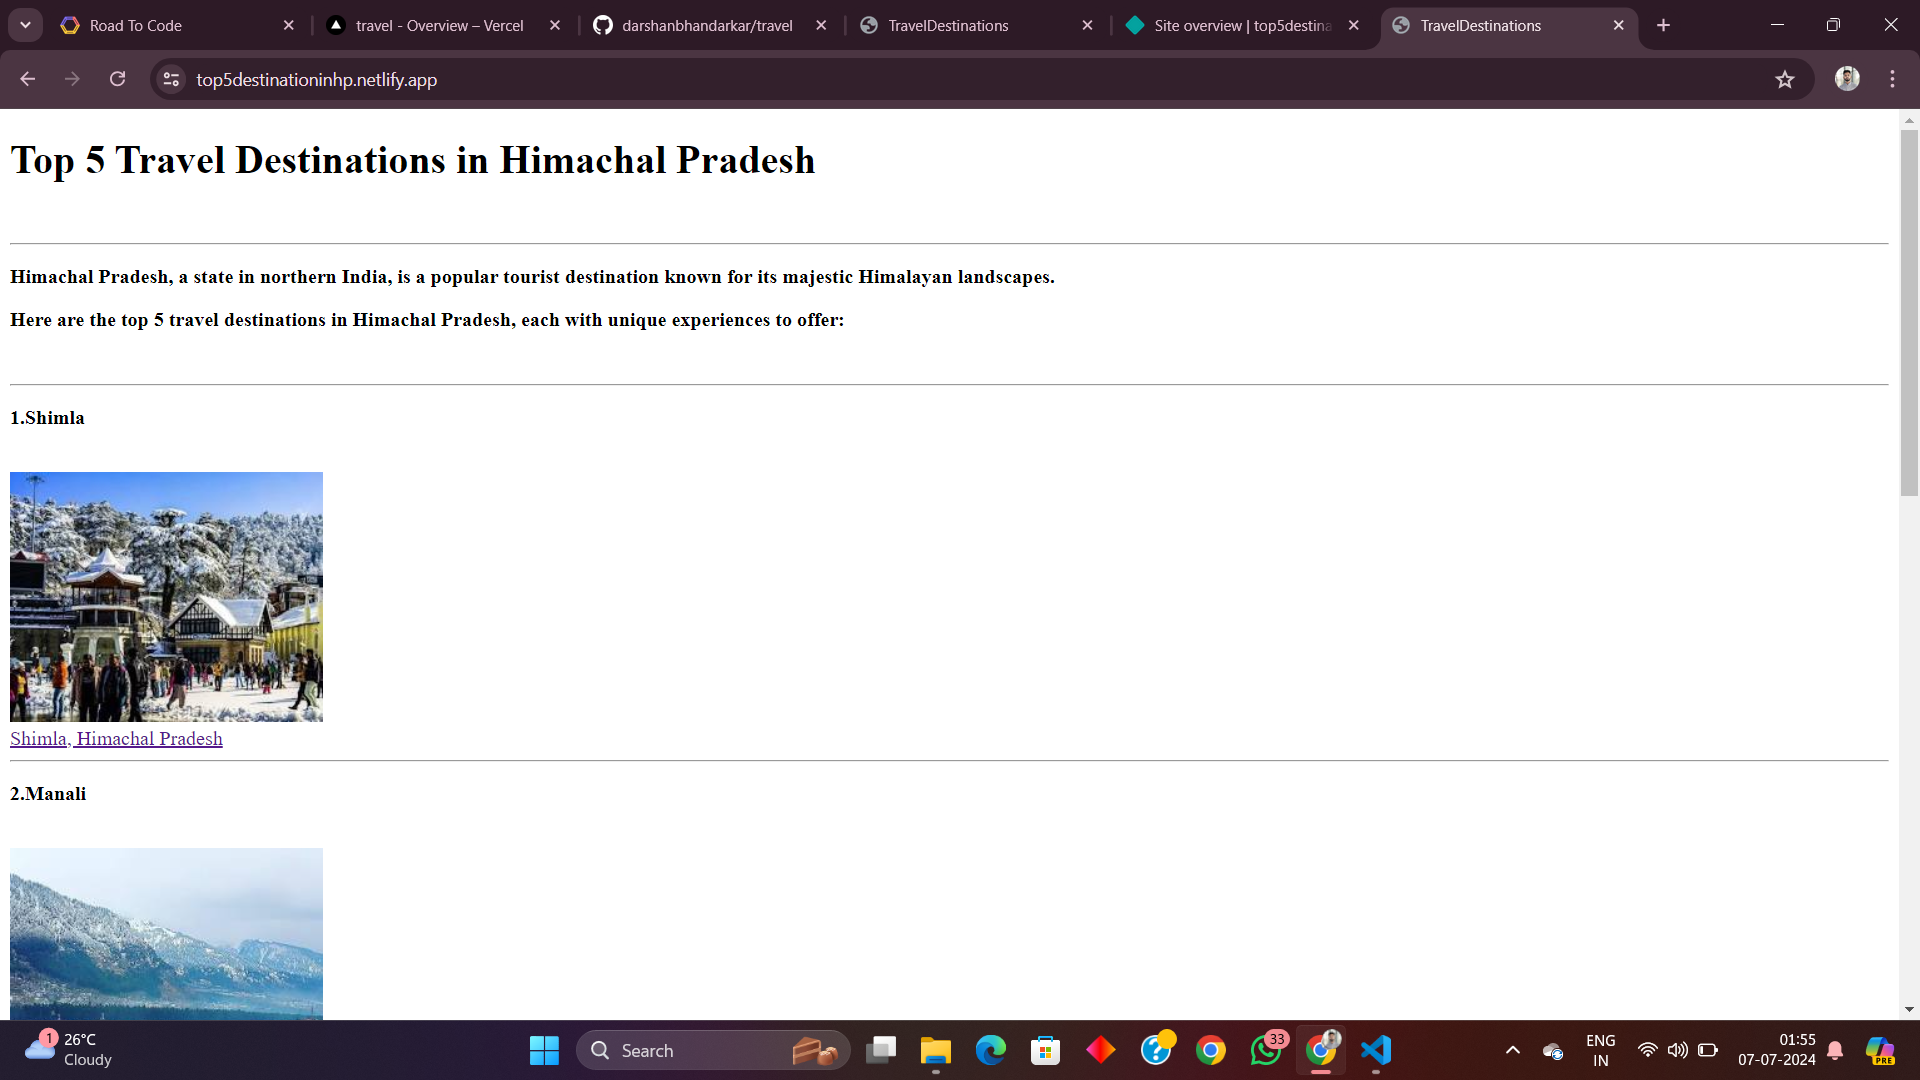 Road To Code
travel - Overview – Vercel
darshanbhandarkar/travel
TravelDestinations
Site overview | top5destina
TravelDestinations
top5destinationinhp.netlify.app
Top 5 Travel Destinations in Himachal Pradesh
Himachal Pradesh, a state in northern India, is a popular tourist destination known for its majestic Himalayan landscapes.
Here are the top 5 travel destinations in Himachal Pradesh, each with unique experiences to offer:
1.Shimla
Shimla, Himachal Pradesh
2.Manali
1
26°C
Cloudy
Search
33
ENG
IN
01:55
07-07-2024
PRE